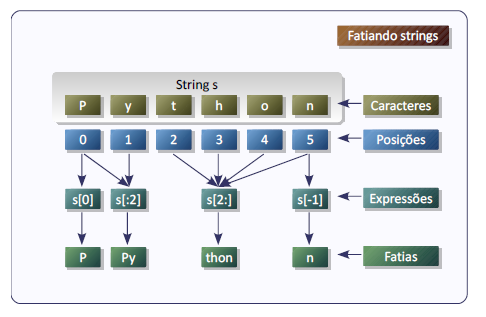 Fatiando strings
String s
P y t h o n Caracteres
0 1 2 3 4 5 Posições
s[0] s[:2] s[2:] s[-1] Expressões
P Py thon n Fatias